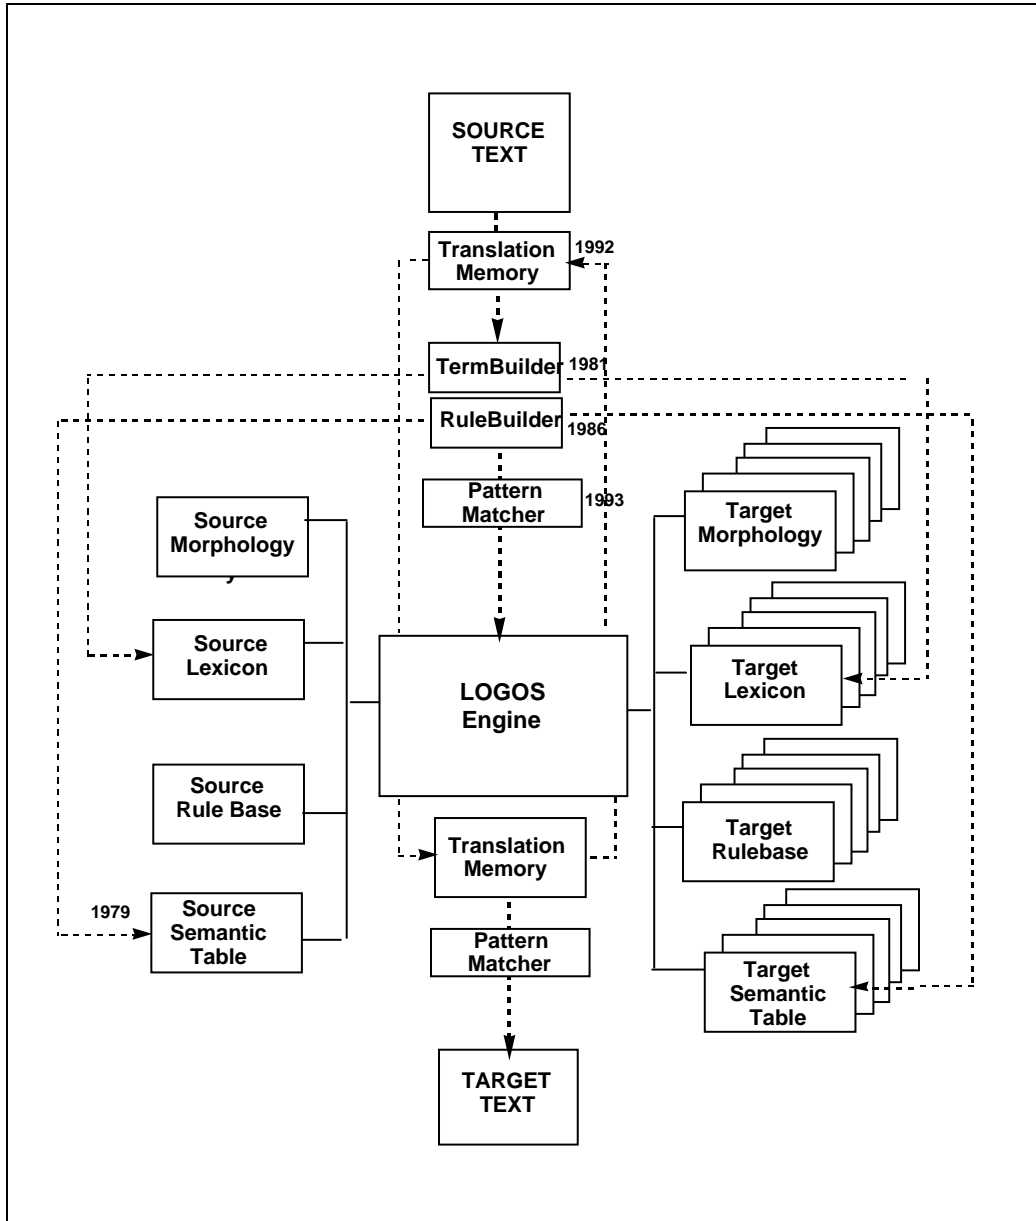 SOURCE
TEXT
Translation
Memory
1992
TermBuilder
1981
RuleBuilder
1986
Pattern
Matcher
1993
Source
Morphology
y
Source
Lexicon
Source
Rule Base
1979
Source
Semantic
Table
LOGOS
Engine
Translation
Memory
Pattern
Matcher
TARGET
TEXT
Target
Morphology
Target
Lexicon
Target
Rulebase
Target
Semantic
Table